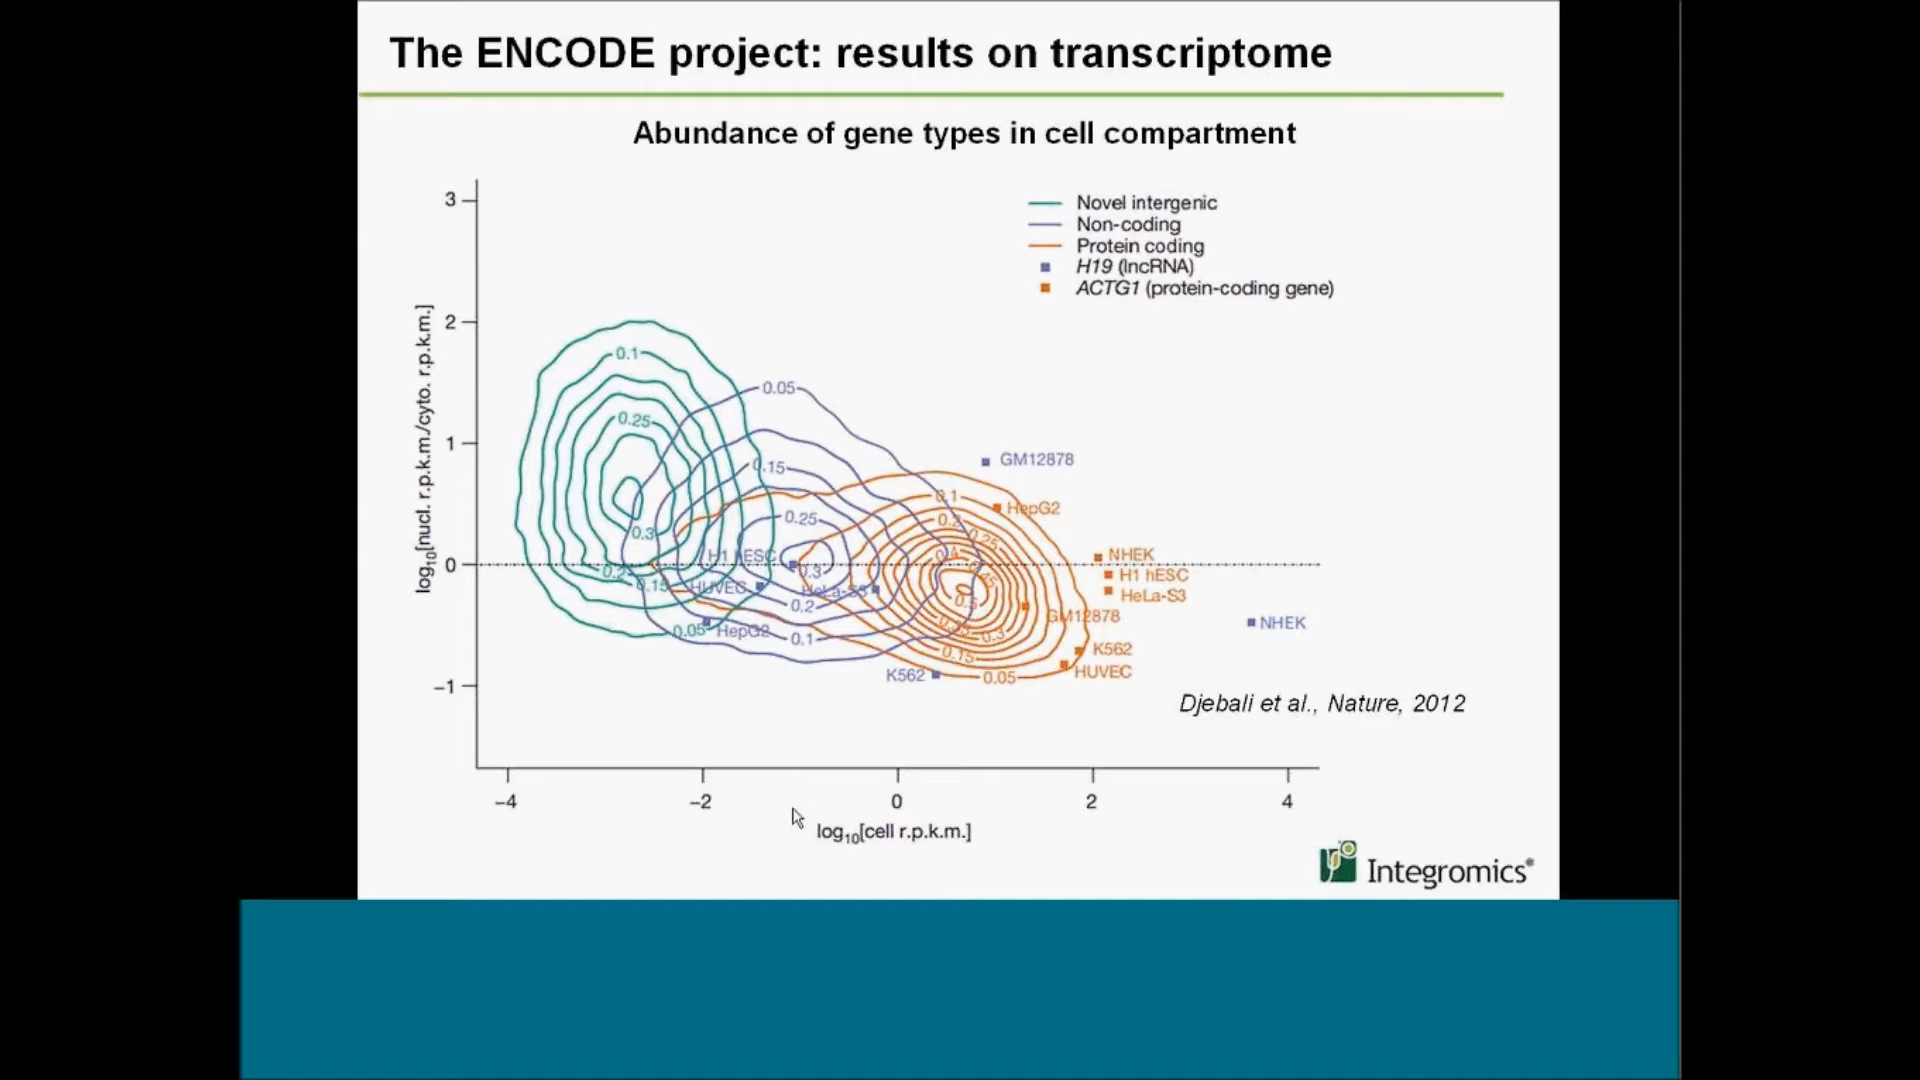 The ENCODE project: results on transcriptome
Abundance of gene types in cell compartment
3
2
1
0
−1
log10[nucl. r.p.k.m./cyto. r.p.k.m.]
Novel intergenic
Non-coding
Protein coding
H19 (lncRNA)
ACTG1 (protein-coding gene)
0.1
0.05
0.25
0.15
GM12878
0.1
HepG2
0.25
0.2
0.25
0.3
0.4
H1 hESC
NHEK
0.3
0.2
0.15
HUVEC
HeLa-S3
H1 hESC
HeLa-S3
0.5
0.2
GM12878
NHEK
0.05
HepG2
0.1
0.3
K562
0.15
K562
0.05
HUVEC
Djebali et al., Nature, 2012
−4
−2
0
2
4
log10[cell r.p.k.m.]
Integromics®